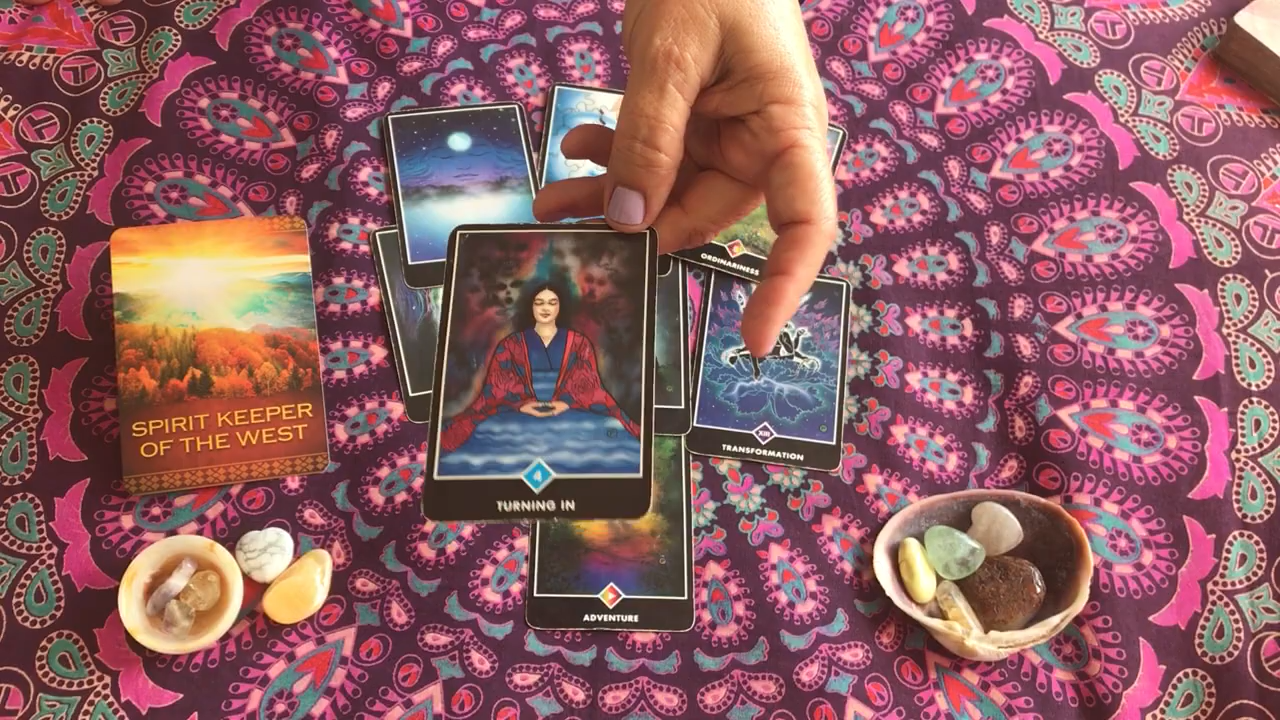 SPIRIT KEEPER
OF THE WEST
ORDINARINESS
XIII
TRANSFORMATION
4
TURNING IN
ADVENTURE